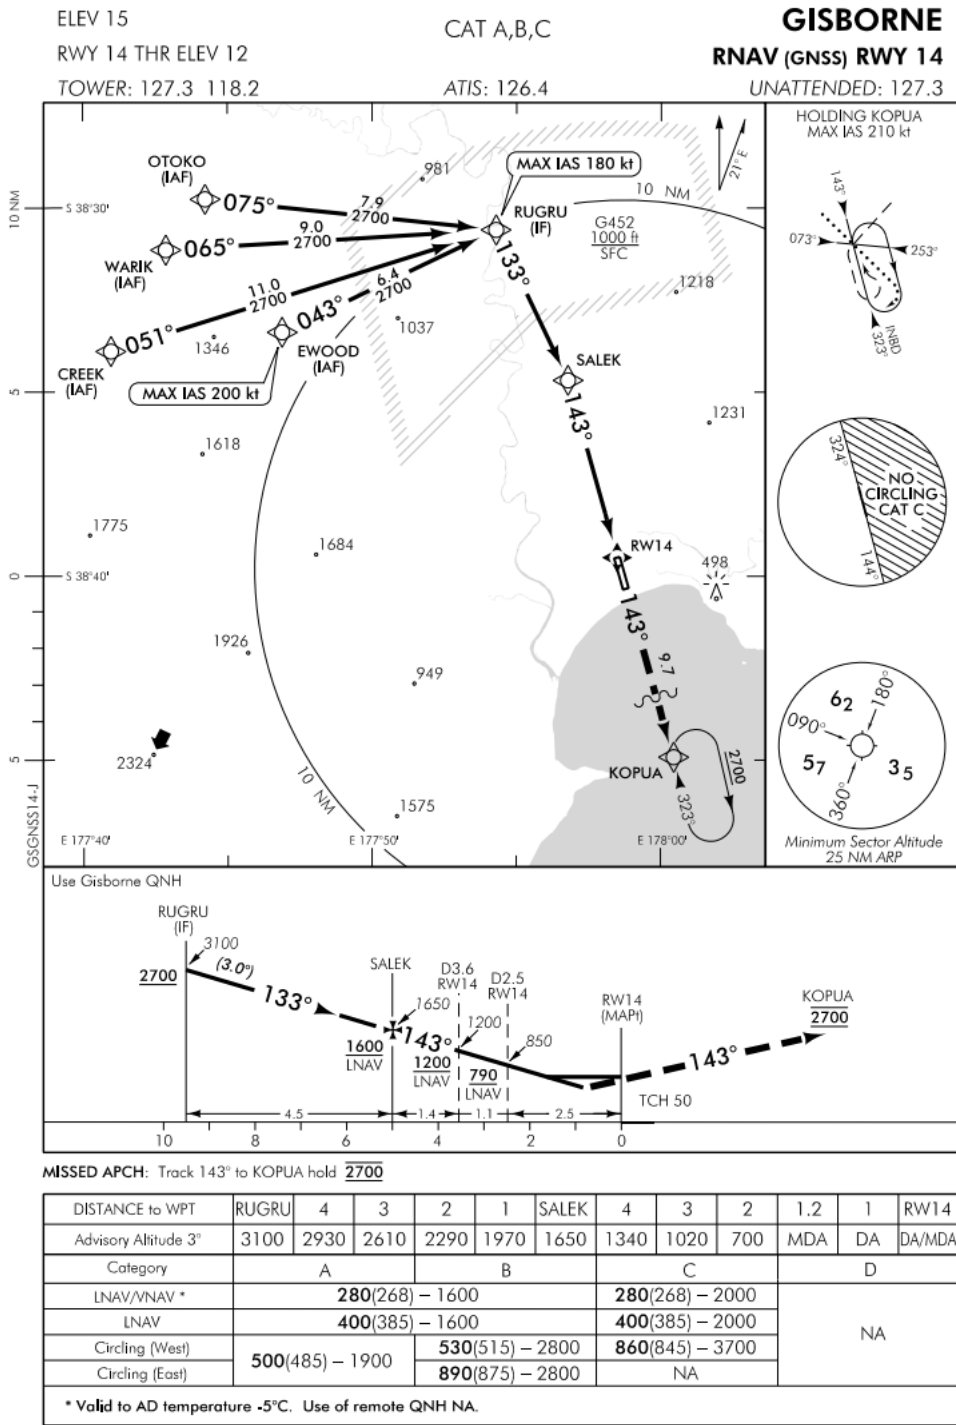 ELEV 15
CAT A,B,C
GISBORNE
RWY 14 THR ELEV 12
RNAV (GNSS) RWY 14
TOWER: 127.3 118.2
ATIS: 126.4
UNATTENDED: 127.3
HOLDING KOPUA
MAX IAS 210 kt
143°
073°
253°
323°
INBD
OTOKO
(IAF)
075°
7.9
2700
981
MAX IAS 180 kt
RUGRU
(IF)
10 NM
21° E
10 NM
S 38°30'
WARIK
(IAF)
065°
9.0
2700
G452
1000 ft
SFC
133°
1218
11.0
2700
6.4
2700
CREEK
(IAF)
051°
043°
1346
1037
EWOOD
(IAF)
SALEK
MAX IAS 200 kt
5
143°
1231
1618
324°
NO
CIRCLING
CAT C
144°
1775
1684
RW14
498
0
S 38°40'
143°
1926
9.7
949
2324
5
10 NM
KOPUA
2700
323°
1575
E 177°40'
E 177°50'
E 178°00'
GSGNSS14-J
62
180°
090°
57
35
360°
Minimum Sector Altitude
25 NM ARP
Use Gisborne QNH
RUGRU
(IF)
3100
(3.0°)
2700
133°
SALEK
1650
1600
LNAV
143°
D3.6
RW14
1200
1200
LNAV
D2.5
RW14
850
790
LNAV
RW14
(MAPt)
KOPUA
2700
143°
TCH 50
4.5
1.4
1.1
2.5
10 8 6 4 2 0
MISSED APCH: Track 143° to KOPUA hold 2700
DISTANCE to WPT RUGRU 4 3 2 1 SALEK 4 3 2 1.2 1 RW14
Advisory Altitude 3° 3100 2930 2610 2290 1970 1650 1340 1020 700 MDA DA DA/MDA
Category A B C D
LNAV/VNAV * 280(268) – 1600 280(268) – 2000 NA
LNAV 400(385) – 1600 400(385) – 2000
Circling (West) 500(485) – 1900 530(515) – 2800 860(845) – 3700
Circling (East) 890(875) – 2800 NA
* Valid to AD temperature -5°C. Use of remote QNH NA.